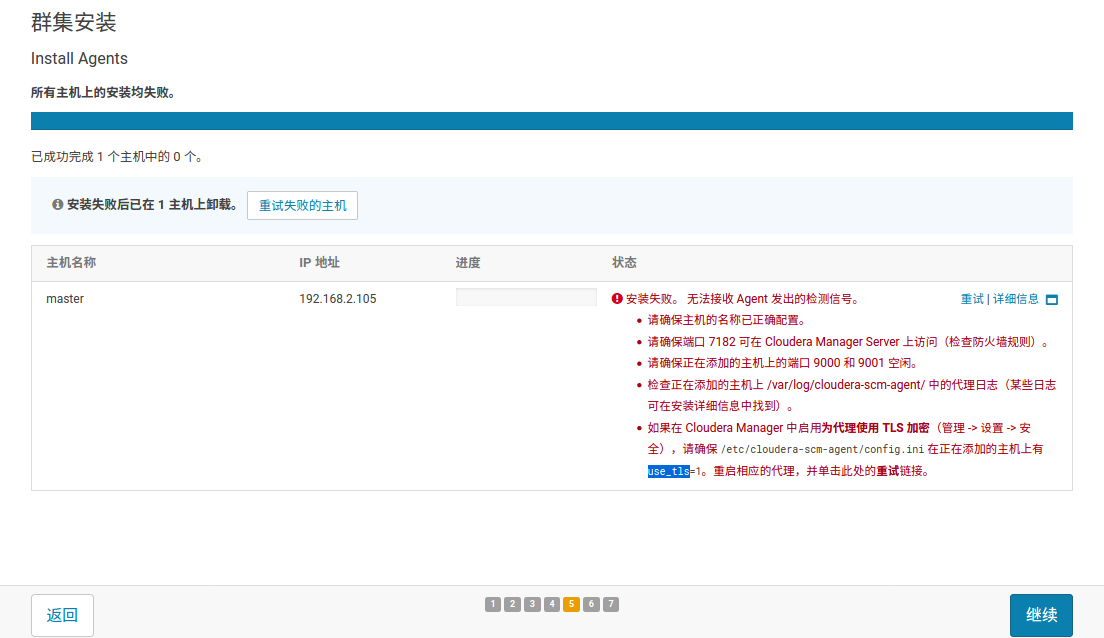 群集安装
Install Agents
所有主机上的安装均失败。
已成功完成 1 个主机中的 0 个。
安装失败后已在 1 主机上卸载。 重试失败的主机
主机名称 IP 地址 进度 状态
master 192.168.2.105 安装失败。 无法接收 Agent 发出的检测信号。 重试 | 详细信息
• 请确保主机的名称已正确配置。
• 请确保端口 7182 可在 Cloudera Manager Server 上访问（检查防火墙规则）。
• 请确保正在添加的主机上的端口 9000 和 9001 空闲。
• 检查正在添加的主机上 /var/log/cloudera-scm-agent/ 中的代理日志（某些日志
可在安装详细信息中找到）。
• 如果在 Cloudera Manager 中启用为代理使用 TLS 加密（管理 -> 设置 -> 安
全），请确保 /etc/cloudera-scm-agent/config.ini 在正在添加的主机上有
use_tls=1。重启相应的代理，并单击此处的重试链接。
返回 1 2 3 4 5 6 7 继续